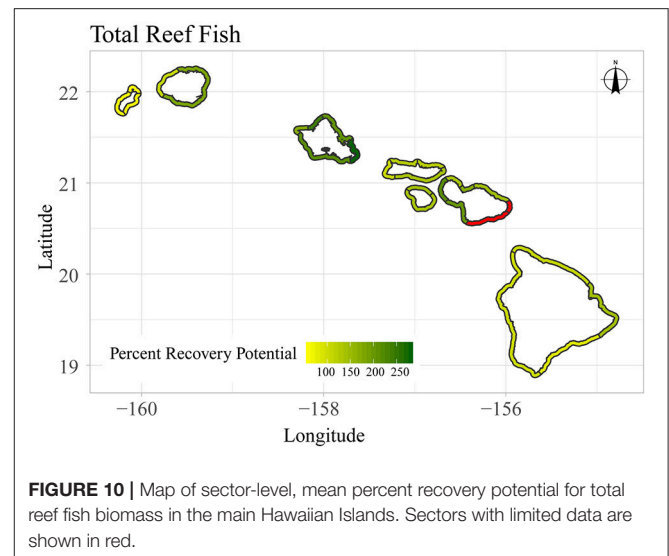 Total Reef Fish
N
22
21
20
19
Latitude
Percent Recovery Potential
100 150 200 250
−160 −158 −156
Longitude
FIGURE 10 | Map of sector-level, mean percent recovery potential for total
reef fish biomass in the main Hawaiian Islands. Sectors with limited data are
shown in red.